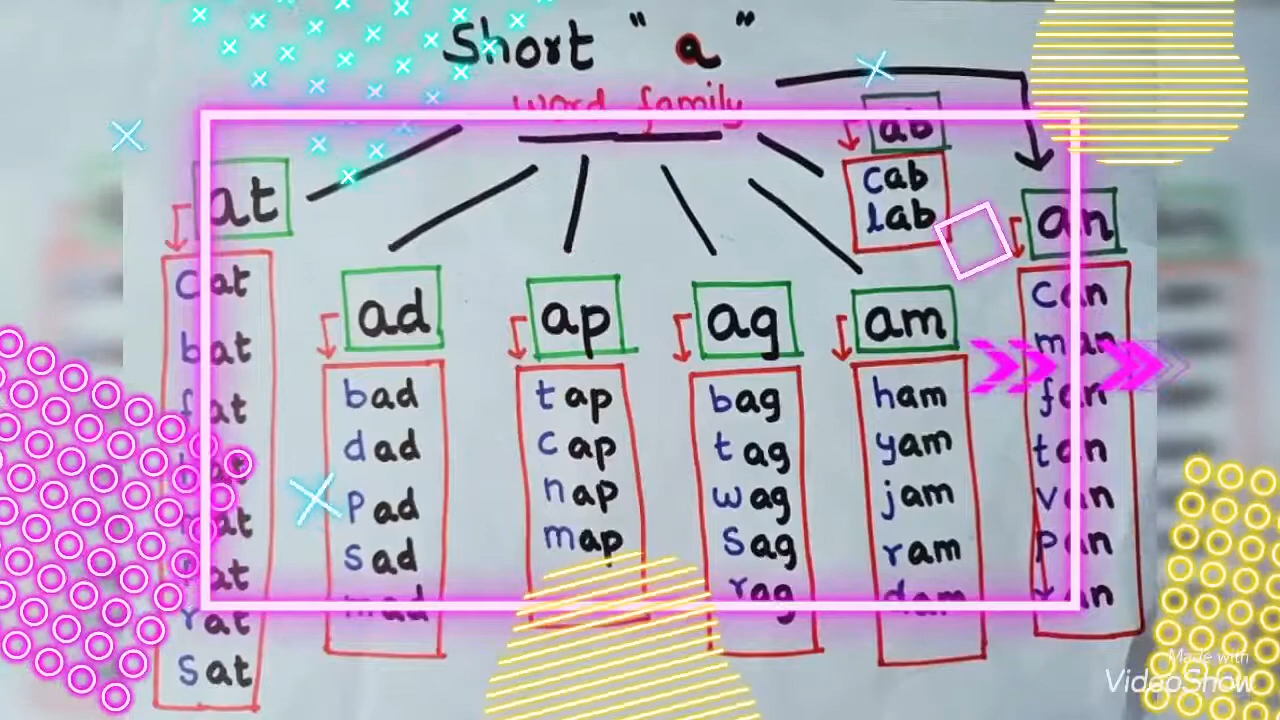 Short "a"
word family
at
cat
bat
fat
rat
sat
ad
bad
dad
pad
sad
mad
ap
tap
cap
nap
map
ag
bag
tag
wag
sag
rag
am
ham
yam
jam
ram
dam
ab
cab
lab
an
can
man
fan
tan
van
pan
Made with
VideoShow